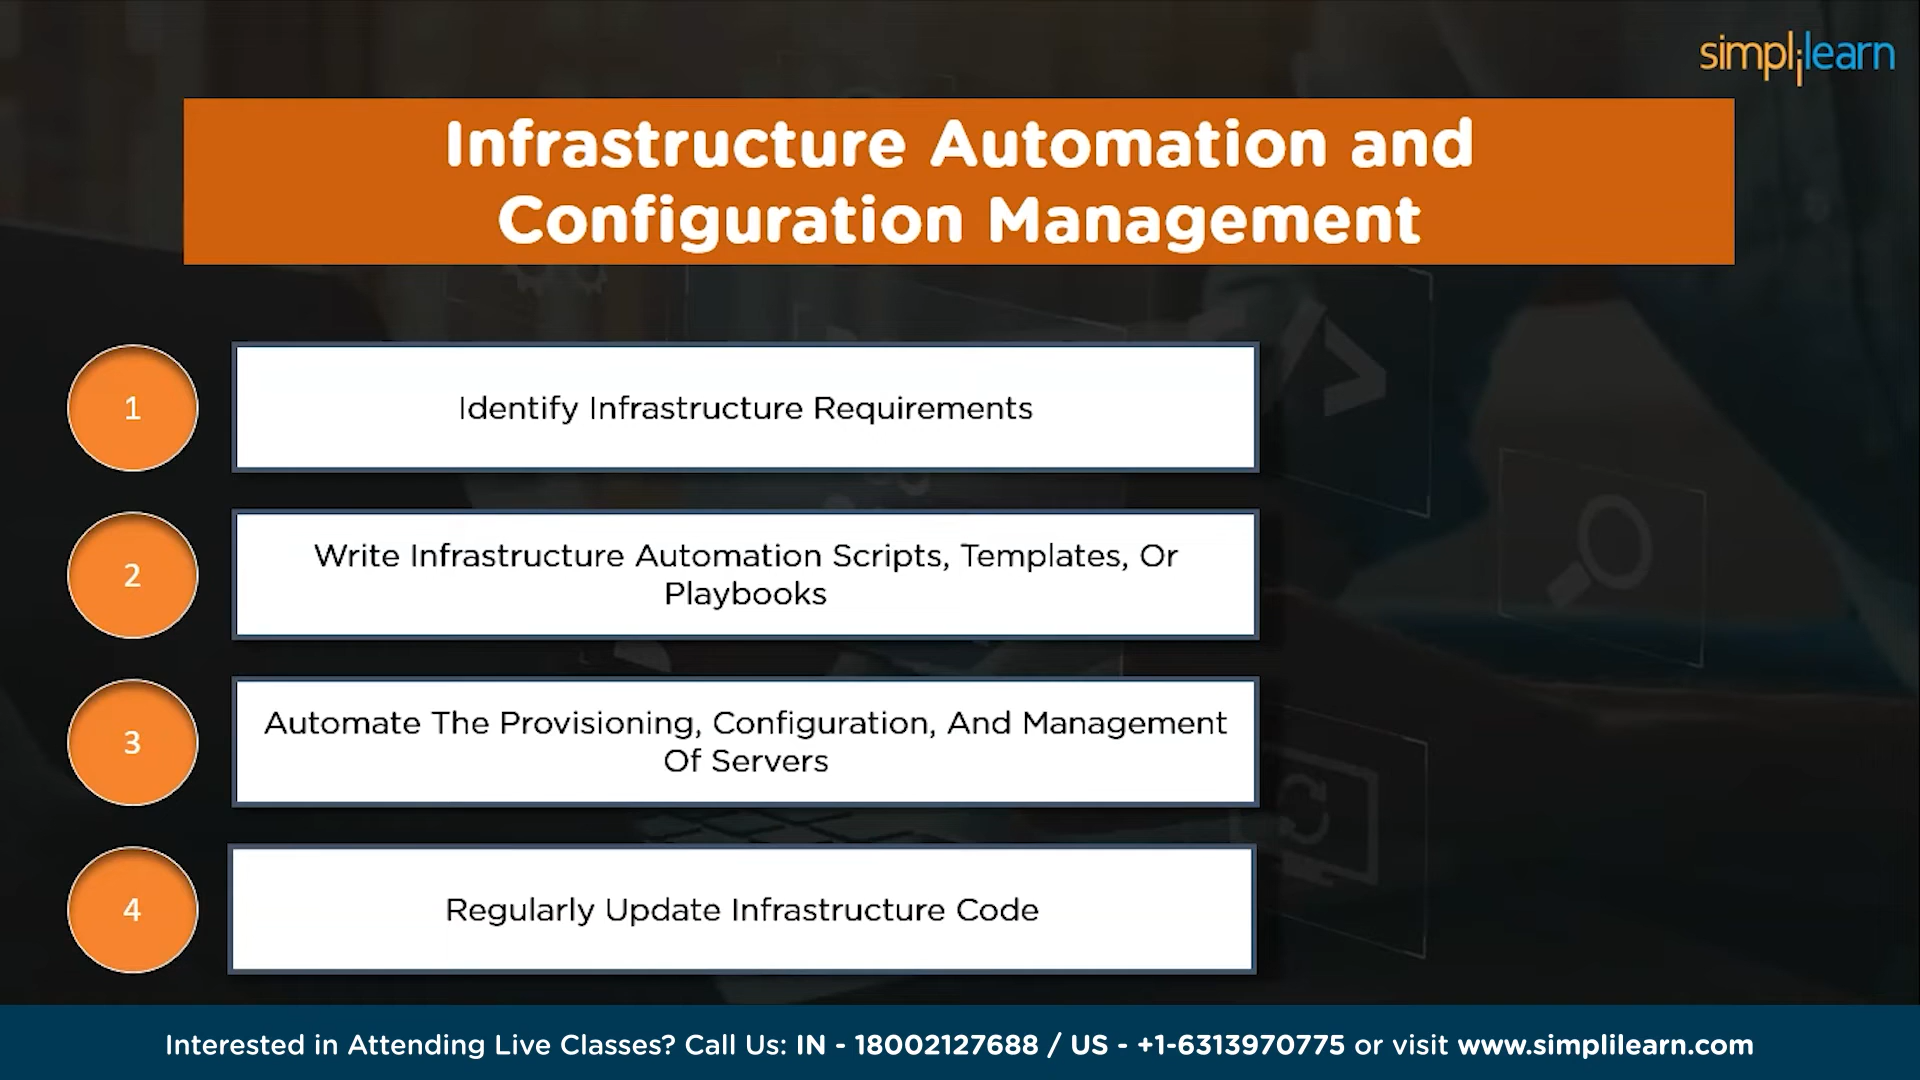 simplilearn
Infrastructure Automation and
Configuration Management
1
Identify Infrastructure Requirements
2
Write Infrastructure Automation Scripts, Templates, Or
Playbooks
3
Automate The Provisioning, Configuration, And Management
Of Servers
4
Regularly Update Infrastructure Code
Interested in Attending Live Classes? Call Us: IN - 18002127688 / US - +1-6313970775 or visit www.simplilearn.com